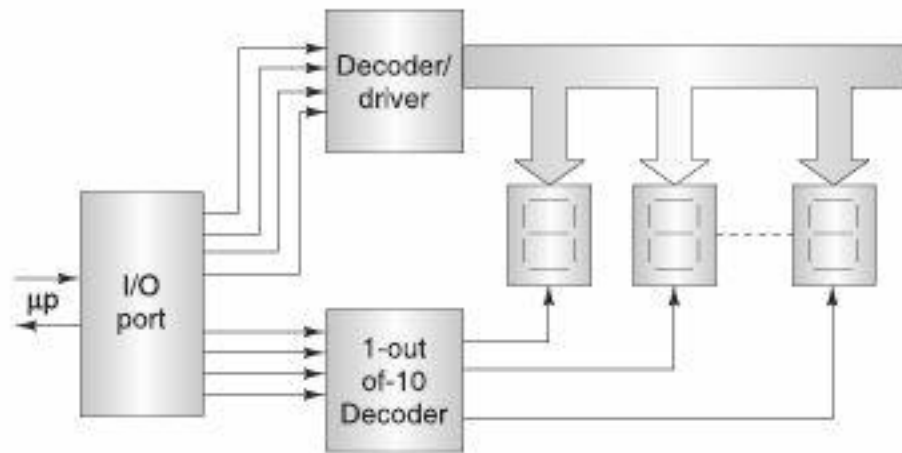 Decoder/
driver
I/O
port
μp
1-out
of-10
Decoder